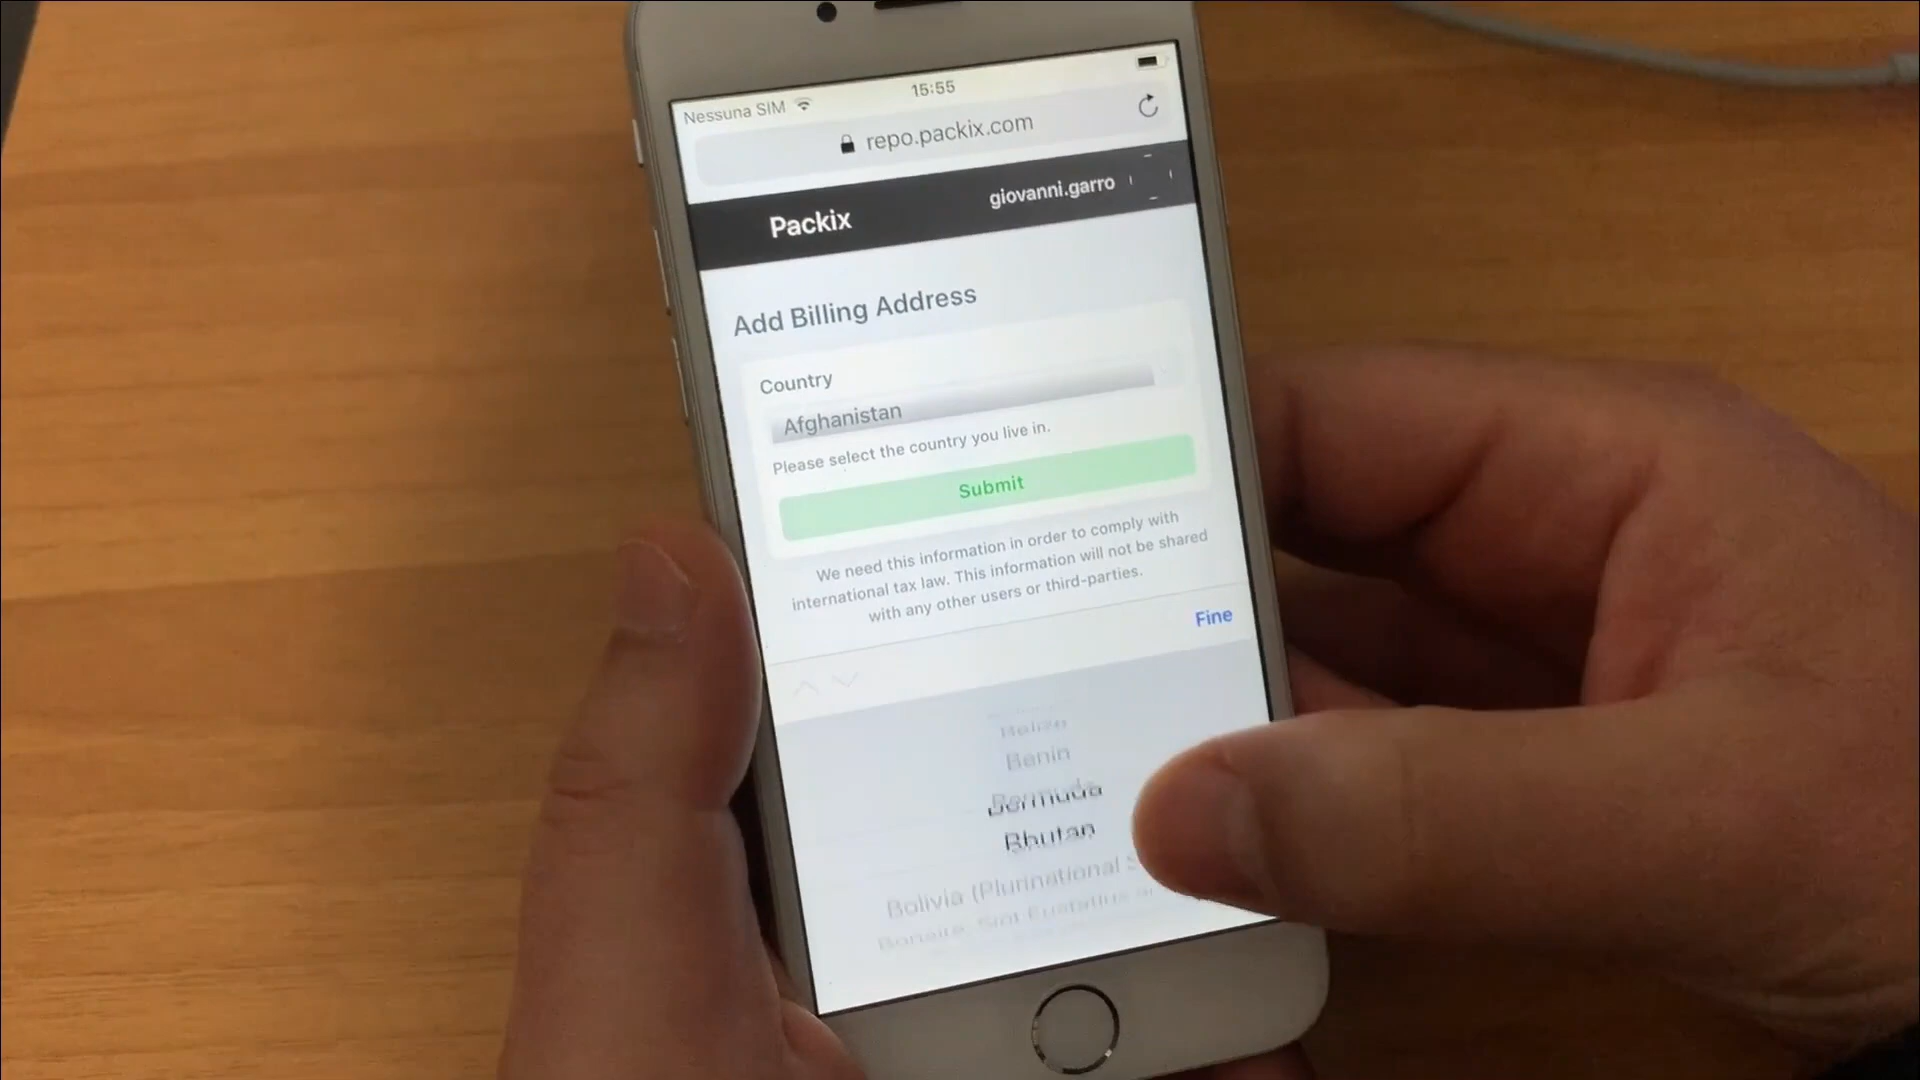 Nessuna SIM
15:55
repo.packix.com
Packix
giovanni.garro
Add Billing Address
Country
Afghanistan
Please select the country you live in.
Submit
We need this information in order to comply with
international tax law. This information will not be shared
with any other users or third-parties.
Fine
Belize
Benin
Bermuda
Bhutan
Bolivia (Plurinational S
Bonaire, Sint Eustatius